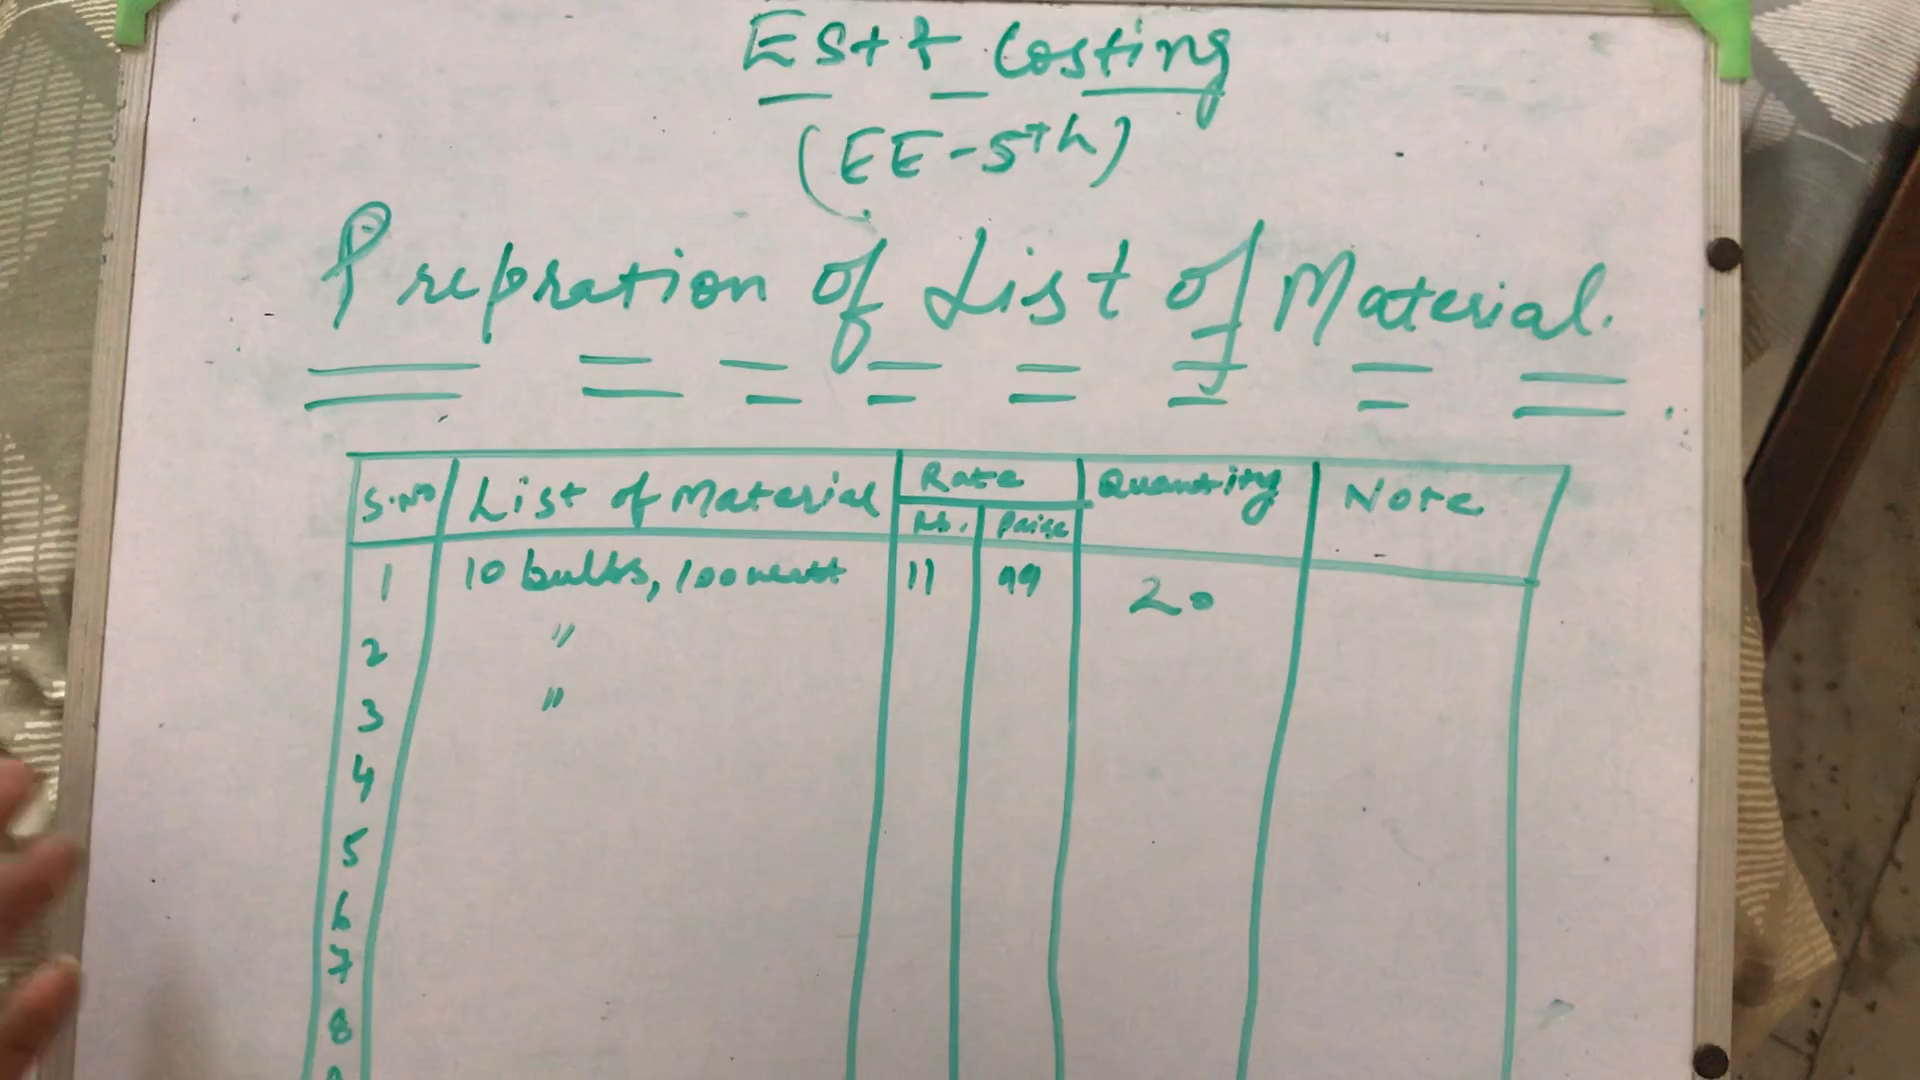 Est & Costing
(EE-5th)
Prepration of List of Material.
S.No List of Material Rate Quantity Note
Rs. Paise
1 10 bulbs, 100 watt 11 99 20
2 "
3 "
4
5
6
7
8